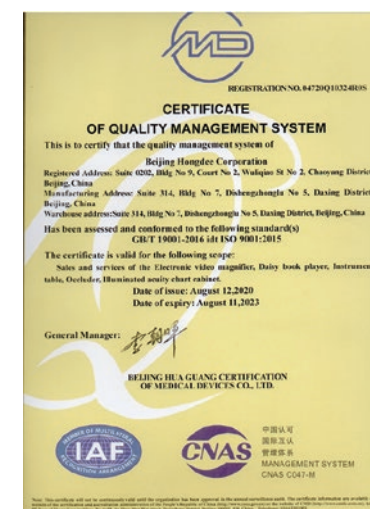 MD
REGISTRATION NO. 04720Q10324R0S
CERTIFICATE
OF QUALITY MANAGEMENT SYSTEM
This is to certify that the quality management system of
Beijing Hongdee Corporation
Registered Address: Suite 0202, Bldg No 9, Court No 2, Wuliqiao St No 2, Chaoyang District
Beijing, China
Manufacturing Address: Suite 314, Bldg No 7, Dishengzhonglu No 5, Daxing District
Beijing, China
Warehouse address:Suite 314, Bldg No 7, Dishengzhonglu No 5, Daxing District, Beijing, China
Has been assessed and conformed to the following standard(s)
GB/T 19001-2016 idt ISO 9001:2015
The certificate is valid for the following scope:
Sales and services of the Electronic video magnifier, Daisy book player, Instrument
table, Occluder, Illuminated acuity chart cabinet.
Date of issue: August 12,2020
Date of expiry: August 11,2023
General Manager:
BEIJING HUA GUANG CERTIFICATION
OF MEDICAL DEVICES CO., LTD.
MEMBER OF MULTILATERAL
IAF
RECOGNITION ARRANGEMENT
CNAS
中国认可
国际互认
管理体系
MANAGEMENT SYSTEM
CNAS C047-M